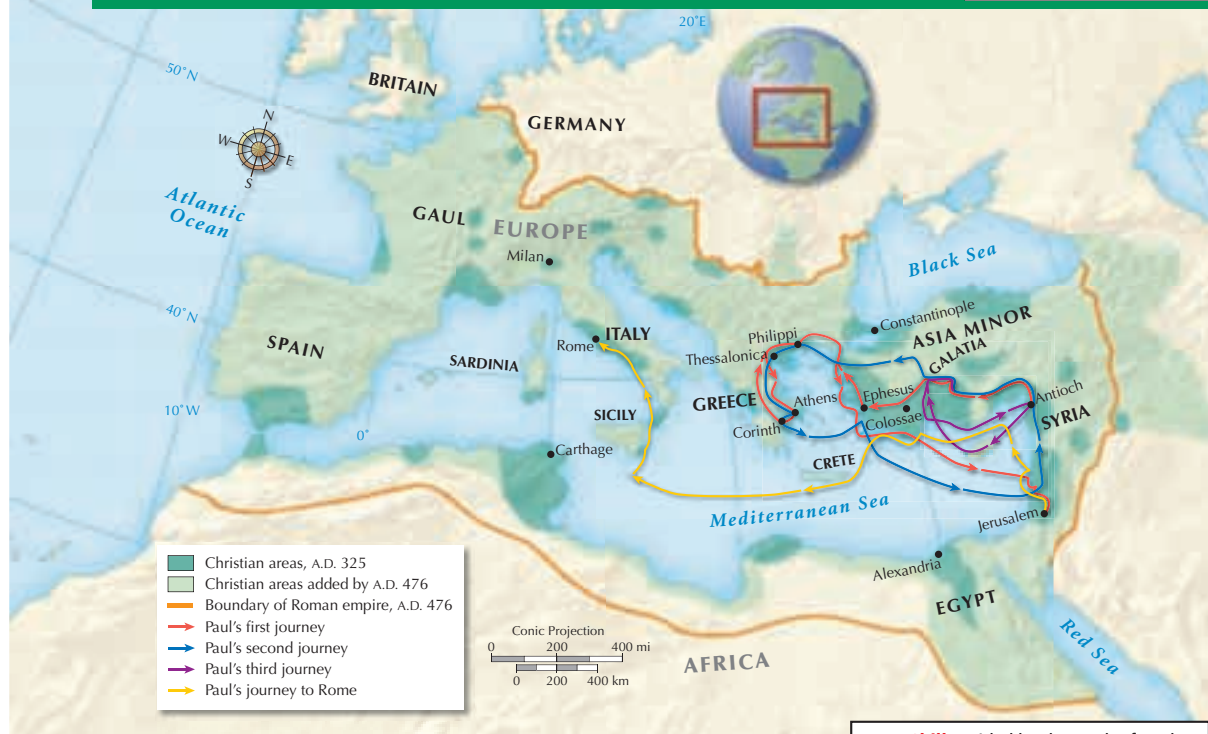 20°E
50°N
BRITAIN
GERMANY
N
W
E
S
Atlantic
Ocean
GAUL
EUROPE
Milan
Black Sea
40°N
SPAIN
SARDINIA
Rome
ITALY
Philippi
Constantinople
Thessalonica
ASIA MINOR
GALATIA
10°W
0°
SICILY
GREECE
Athens
Ephesus
Antioch
Corinth
Colossae
SYRIA
Carthage
CRETE
Mediterranean Sea
Jerusalem
Alexandria
EGYPT
Red Sea
AFRICA
Christian areas, A.D. 325
Christian areas added by A.D. 476
Boundary of Roman empire, A.D. 476
Paul's first journey
Paul's second journey
Paul's third journey
Paul's journey to Rome
Conic Projection
0 200 400 mi
0 200 400 km